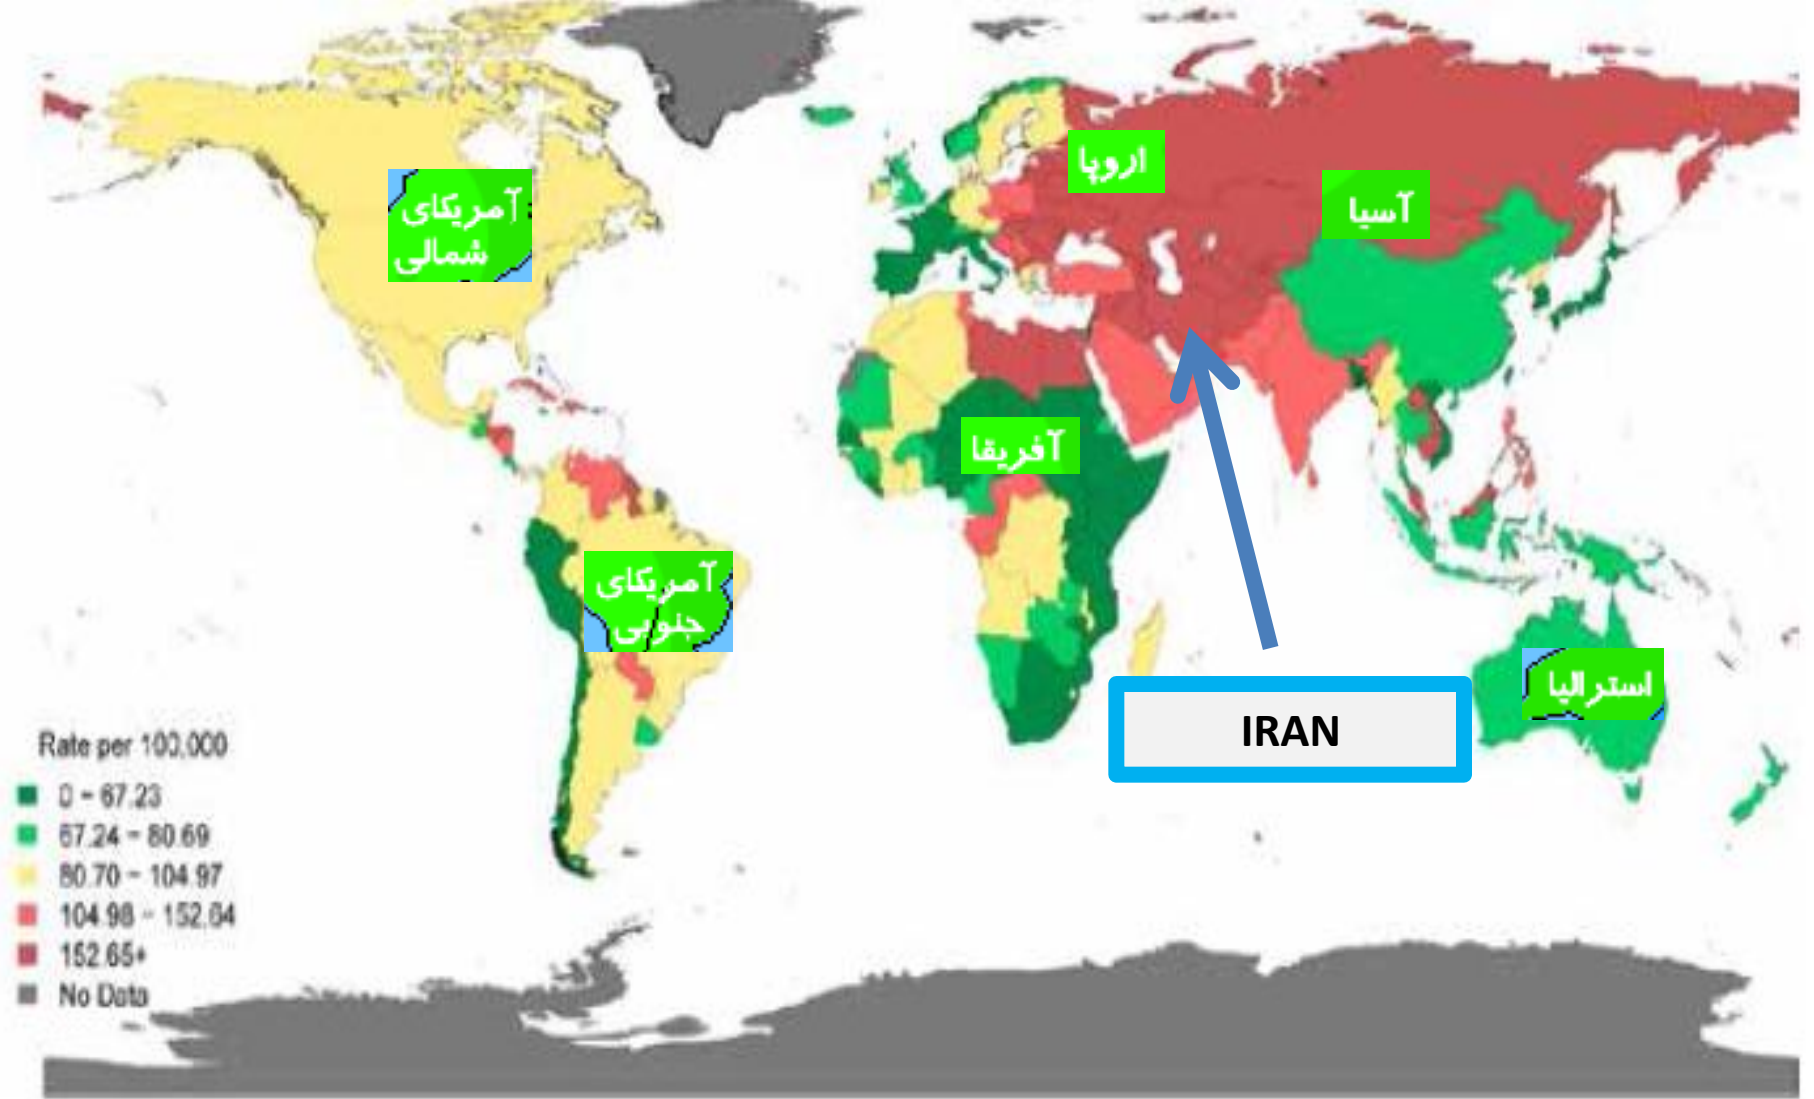 آمریکای
شمالی
اروپا
آسیا
آفریقا
آمریکای
جنوبی
استرالیا
IRAN
Rate per 100,000
0 - 67.23
67.24 - 80.69
80.70 - 104.97
104.98 - 152.64
152.65+
No Data